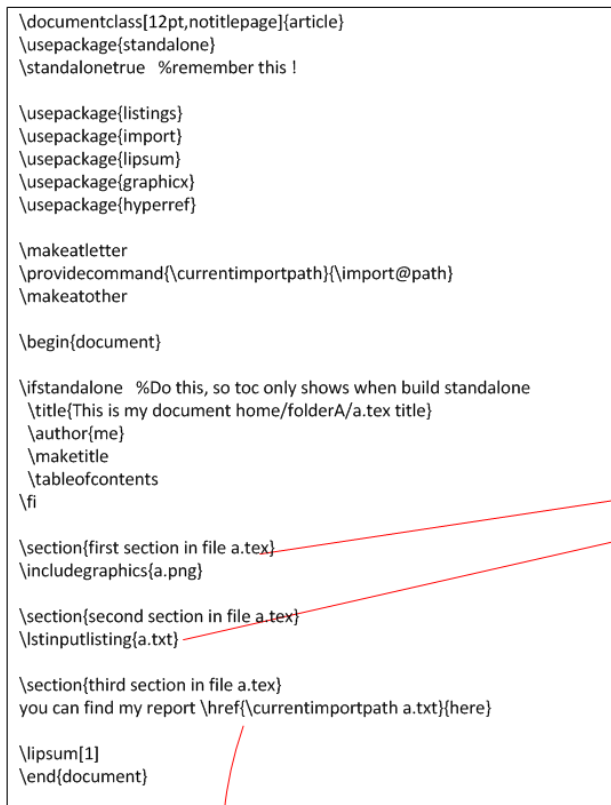 \documentclass[12pt,notitlepage]{article}
\usepackage{standalone}
\standalonetrue   %remember this !
\usepackage{listings}
\usepackage{import}
\usepackage{lipsum}
\usepackage{graphicx}
\usepackage{hyperref}
\makeatletter
\providecommand{\currentimportpath}{\import@path}
\makeatother
\begin{document}
\ifstandalone   %Do this, so toc only shows when build standalone
\title{This is my document home/folderA/a.tex title}
\author{me}
\maketitle
\tableofcontents
\fi
\section{first section in file a.tex}
\includegraphics{a.png}
\section{second section in file a.tex}
\lstinputlisting{a.txt}
\section{third section in file a.tex}
you can find my report \href{\currentimportpath a.txt}{here}
\lipsum[1]
\end{document}